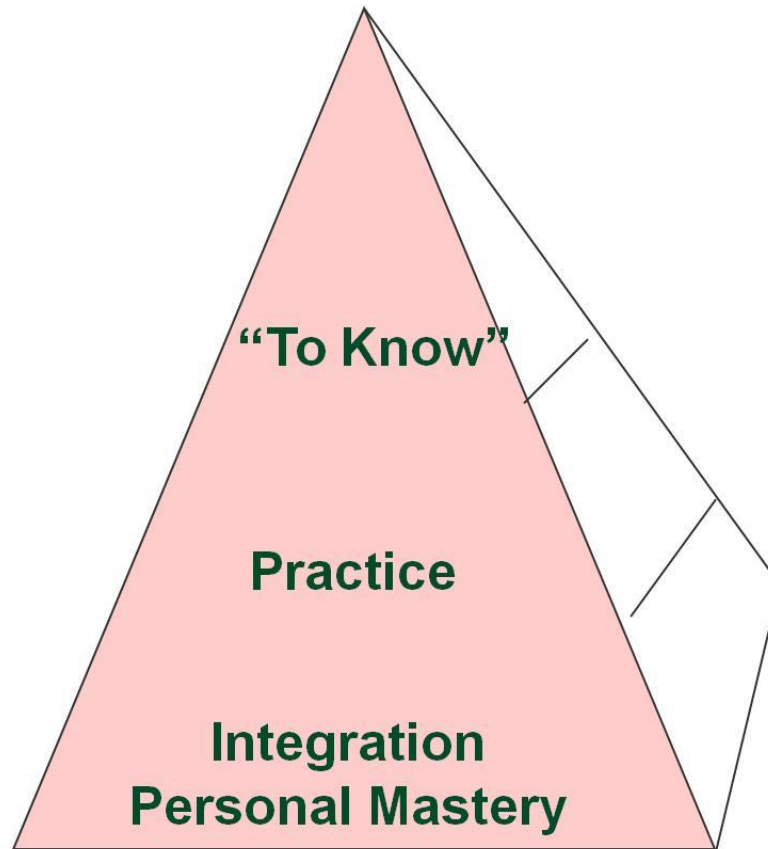 “To Know”
Practice
Integration
Personal Mastery